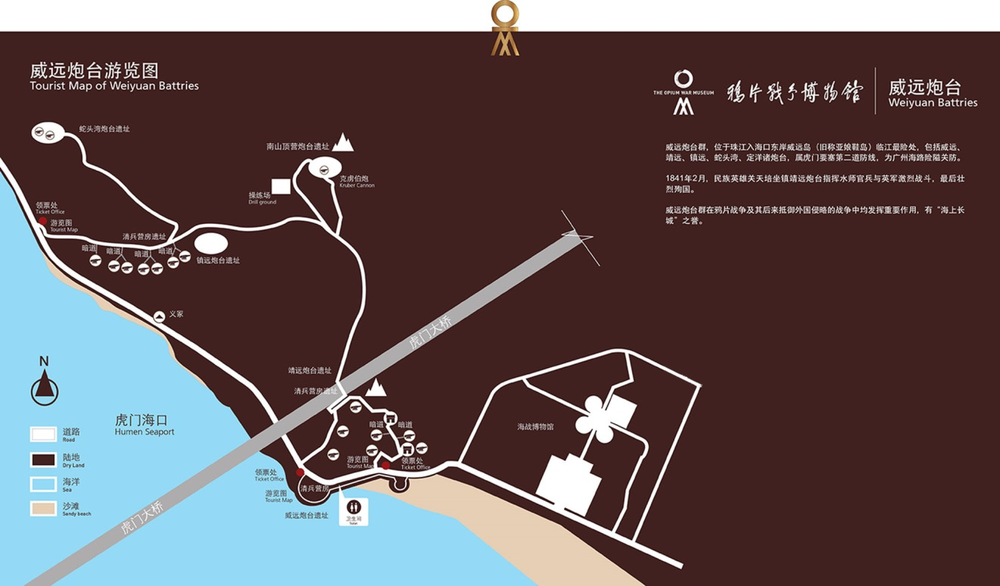 威远炮台游览图
Tourist Map of Weiyuan Battries
THE OPIUM WAR MUSEUM
鸦片战争博物馆
威远炮台
Weiyuan Battries
威远炮台群，位于珠江入海口东岸威远岛（旧称亚娘鞋岛）临江最险处，包括威远、
靖远、镇远、蛇头湾、定洋诸炮台，属虎门要塞第二道防线，为广州海路险隘关防。
1841年2月，民族英雄关天培坐镇靖远炮台指挥水师官兵与英军激烈战斗，最后壮
烈殉国。
威远炮台群在鸦片战争及其后来抵御外国侵略的战争中均发挥重要作用，有“海上长
城”之誉。
蛇头湾炮台遗址
南山顶营炮台遗址
克虏伯炮
Kruber Cannon
操练场
Drill ground
领票处
Ticket Office
游览图
Tourist Map
清兵营房遗址
暗道
暗道
暗道
暗道
镇远炮台遗址
义冢
虎门大桥
靖远炮台遗址
清兵营房遗址
N
虎门海口
Humen Seaport
暗道
暗道
海战博物馆
道路
Road
陆地
Dry Land
海洋
Sea
沙滩
Sandy beach
游览图
Tourist Map
领票处
Ticket Office
领票处
Ticket Office
清兵营房
游览图
Tourist Map
威远炮台遗址
卫生间
Toilet
虎门大桥